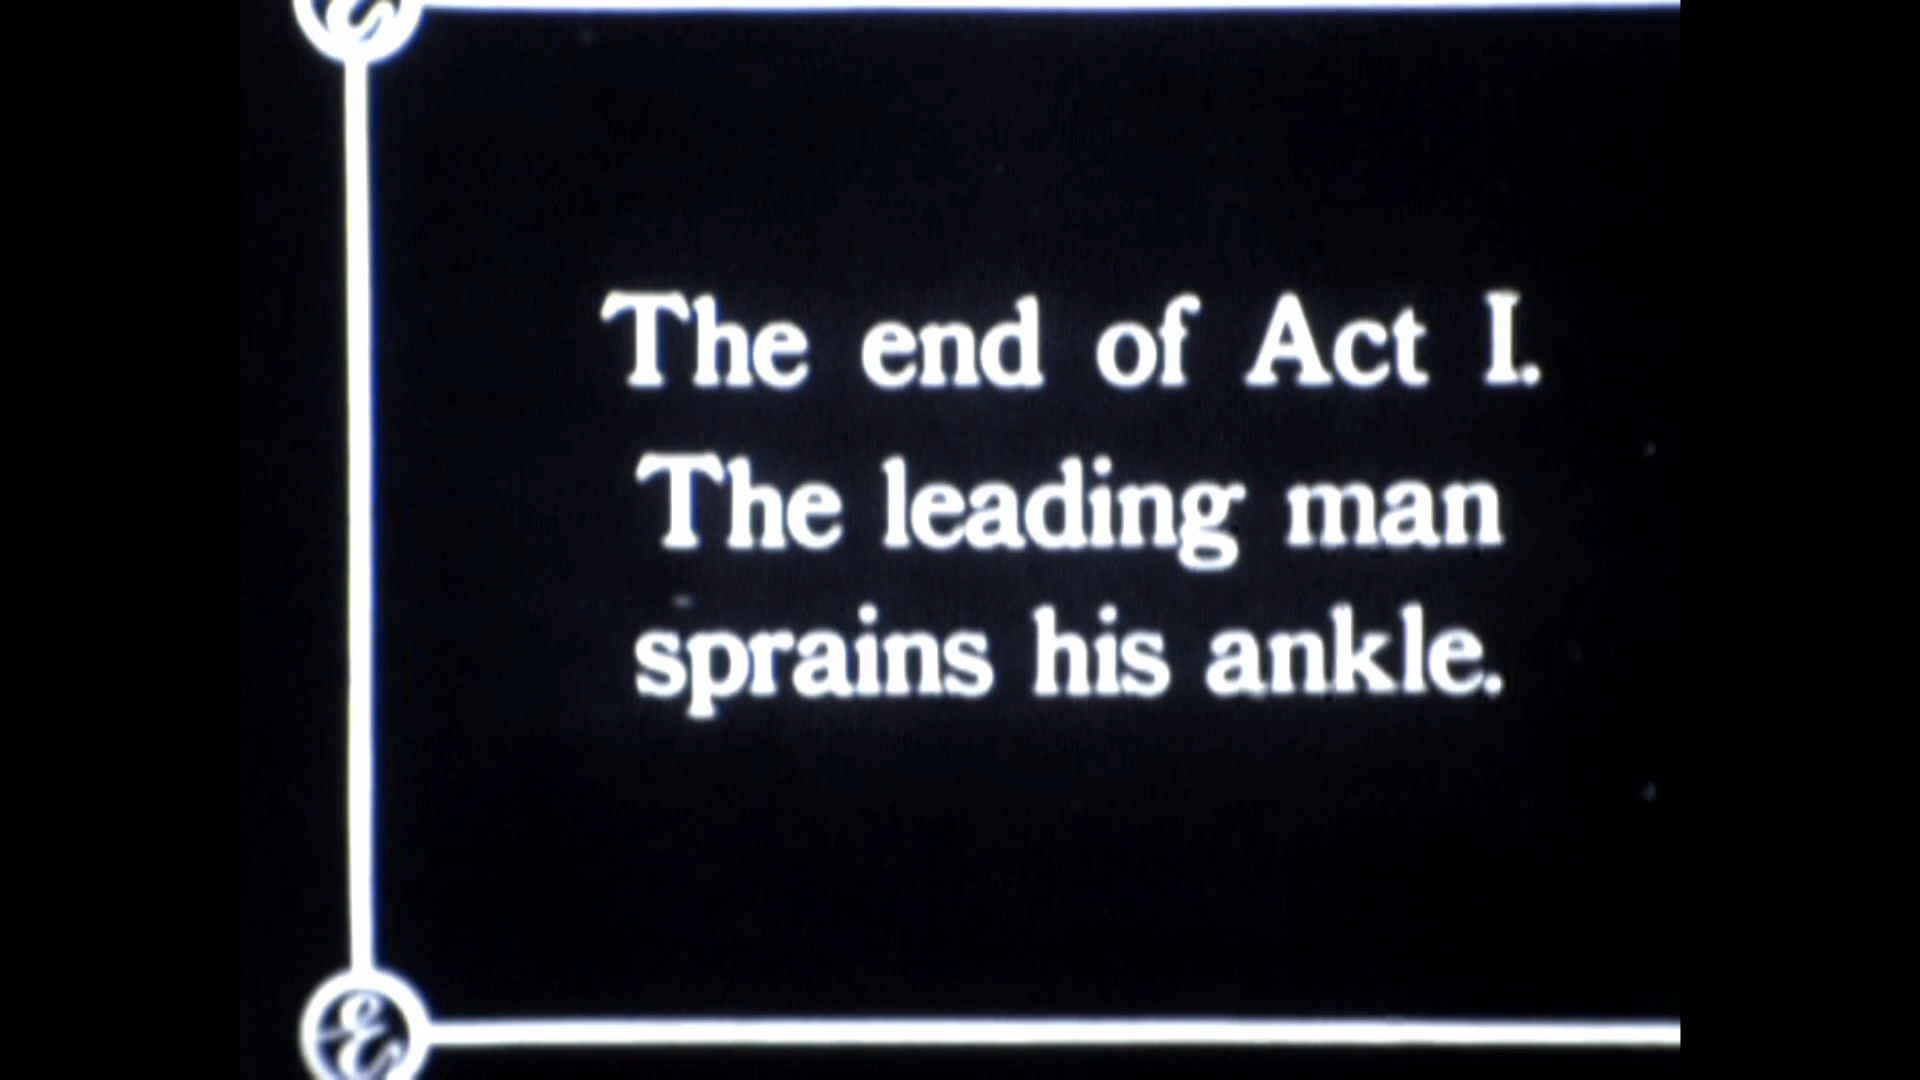 The end of Act I.
The leading man
sprains his ankle.
E